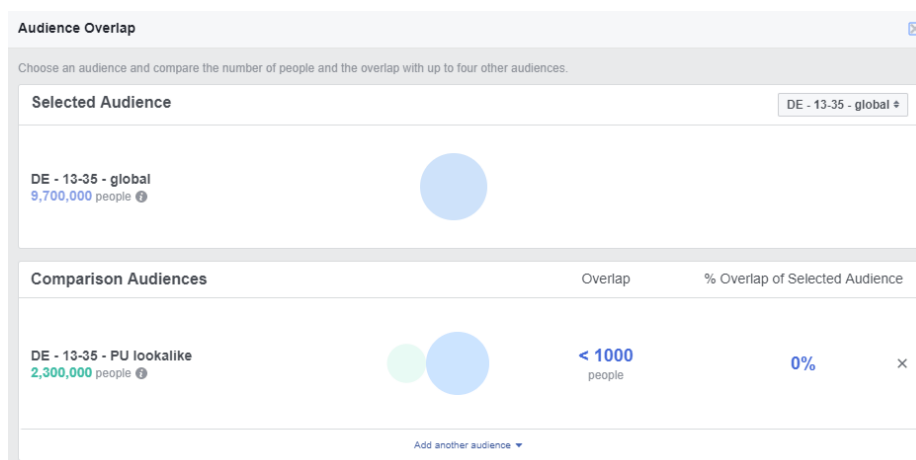 Audience Overlap
Choose an audience and compare the number of people and the overlap with up to four other audiences.
Selected Audience
DE - 13-35 - global
DE - 13-35 - global
9,700,000 people
Comparison Audiences Overlap % Overlap of Selected Audience
DE - 13-35 - PU lookalike
2,300,000 people
< 1000
people
0%
Add another audience